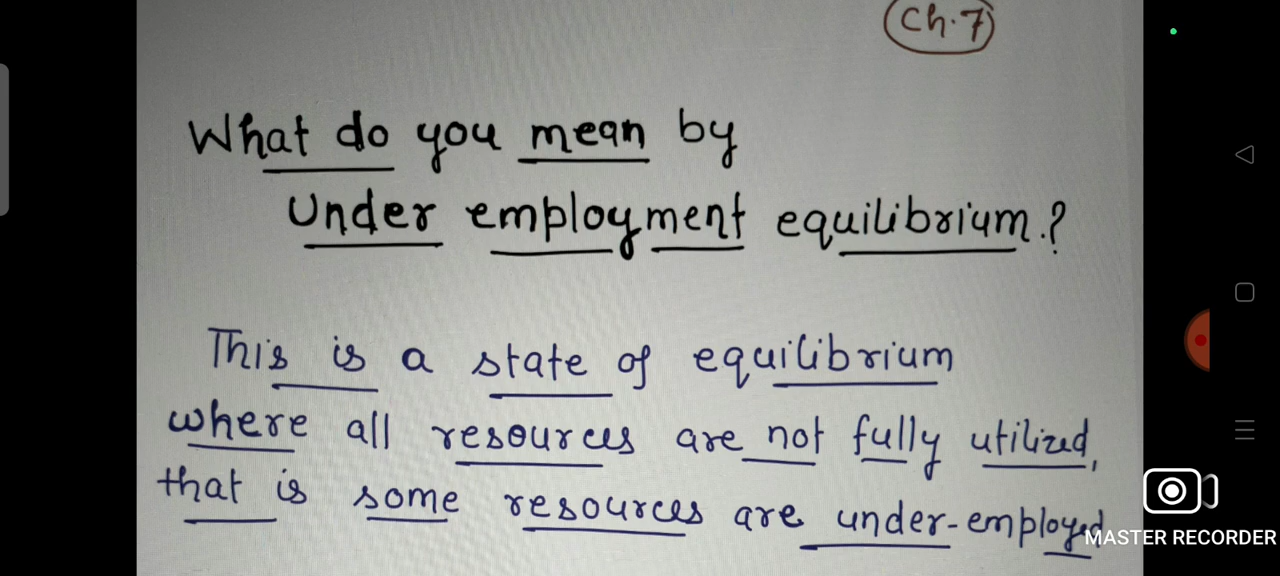 Ch.7
What do you mean by
Under employment equilibrium.?
This is a state of equilibrium
where all resources are not fully utilized,
that is some resources are under-employed
MASTER RECORDER